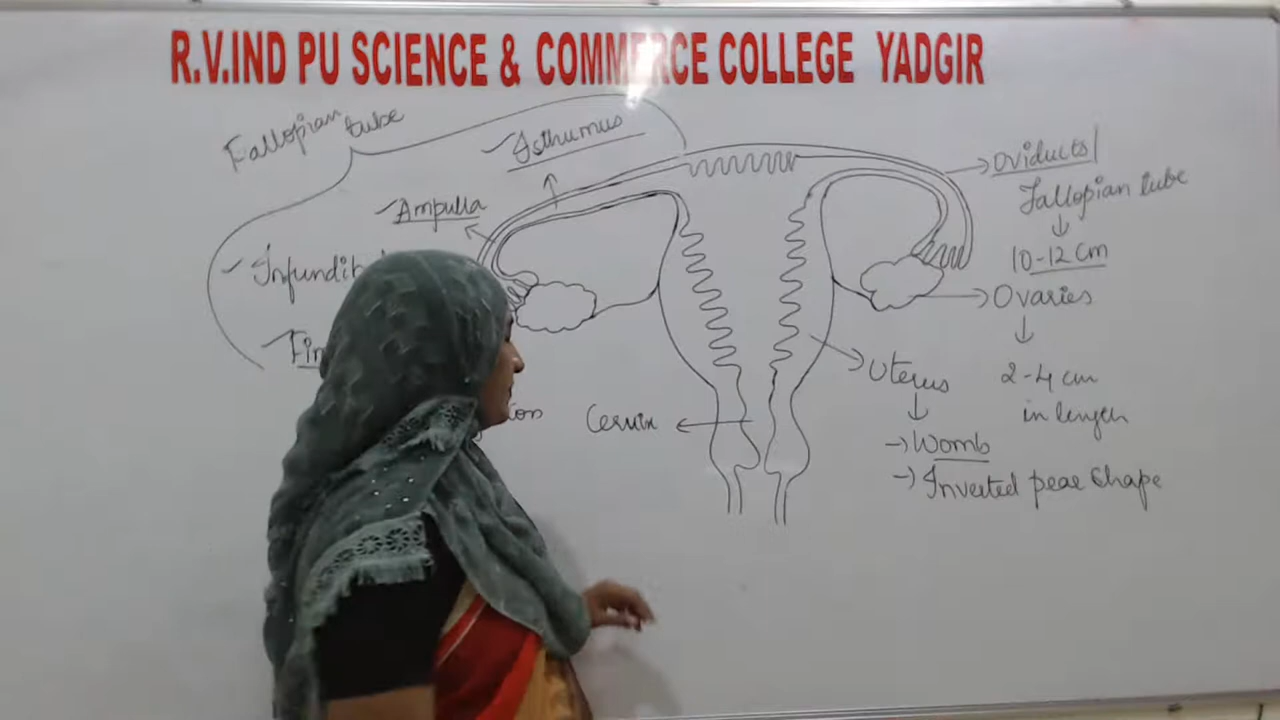 R.V.IND PU SCIENCE & COMMERCE COLLEGE YADGIR
Fallopian tube
Isthumus
Ampulla
Oviducts/
Fallopian tube
10-12 cm
Ovaries
2-4 cm
in length
Uterus
→ Womb
→ Inverted pear Shape
Cervix